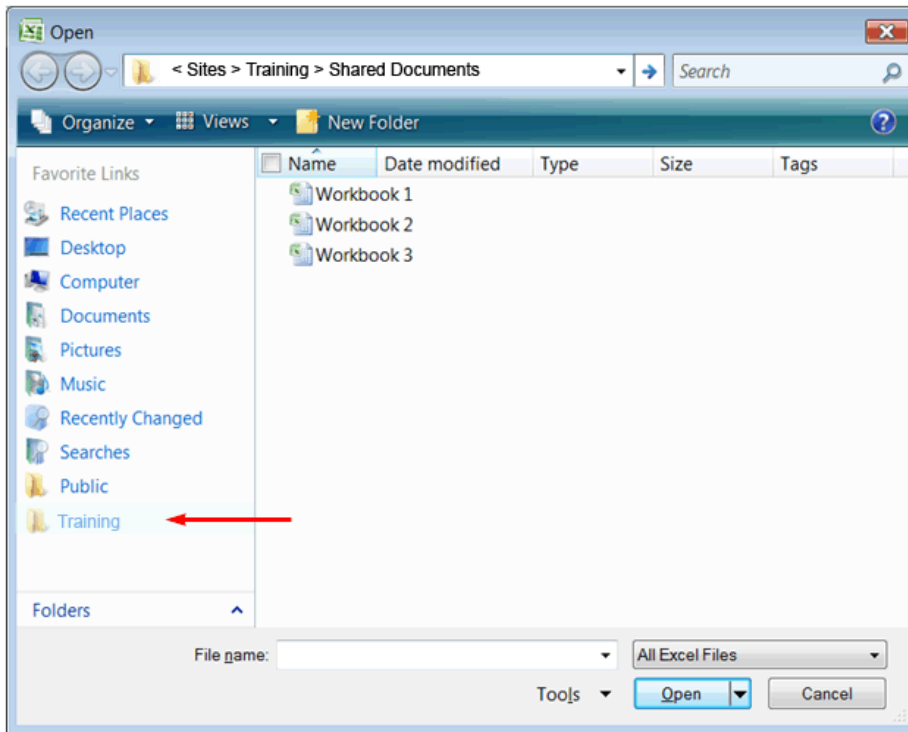 Open
< Sites > Training > Shared Documents
Search
Organize Views New Folder
?
Favorite Links
Recent Places
Desktop
Computer
Documents
Pictures
Music
Recently Changed
Searches
Public
Training
Folders
Name Date modified Type Size Tags
Workbook 1
Workbook 2
Workbook 3
File name:
All Excel Files
Tools Open Cancel